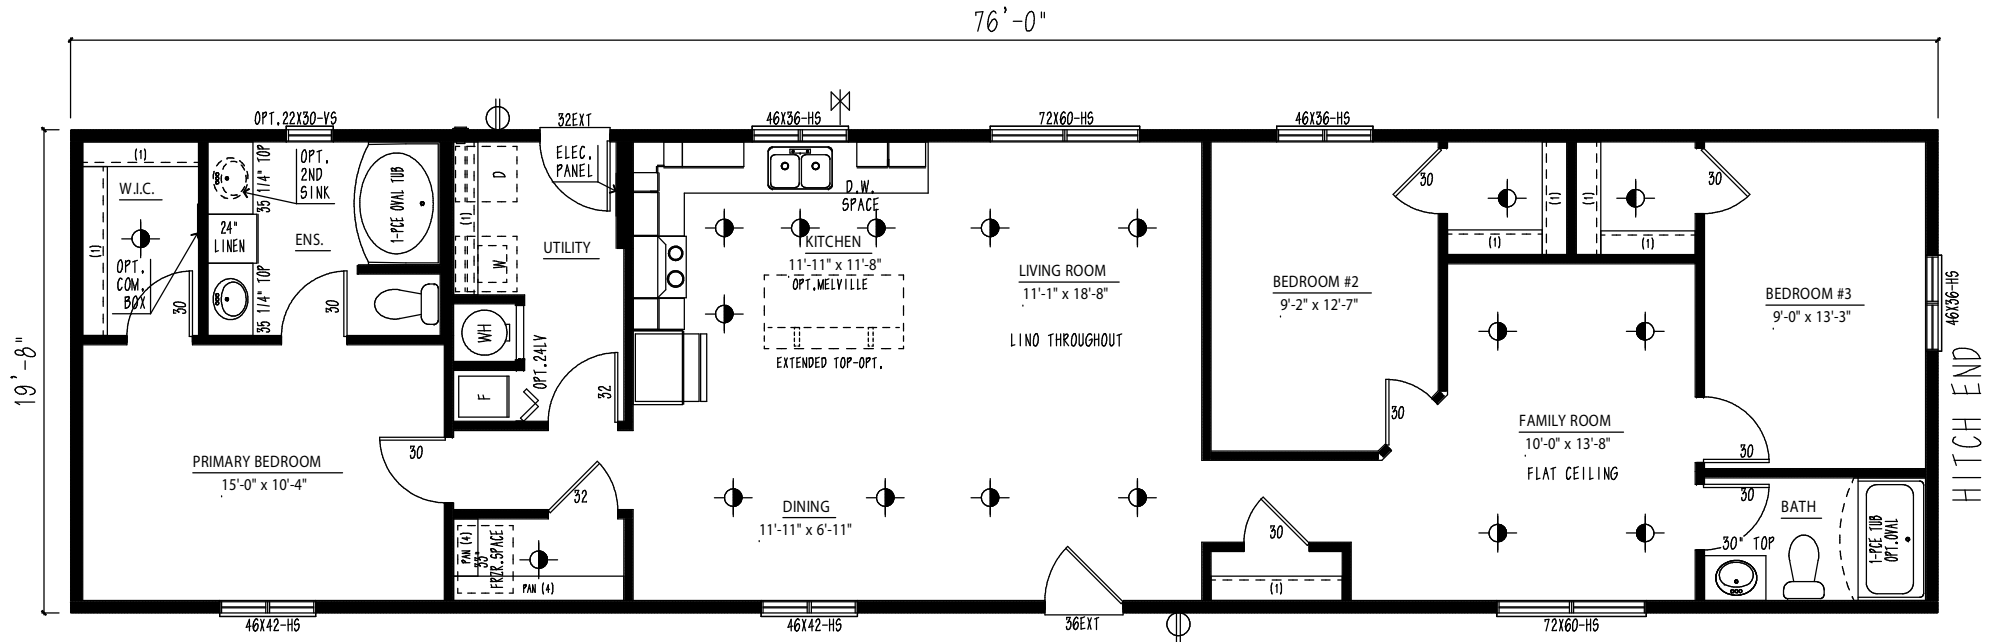 76'-0"
19'-8"
HITCH END
OPT.22X30-VS
32EXT
46X36-HS
72X60-HS
46X36-HS
(1)
W.I.C.
(1)
OPT.
COM.
BOX
30
35 1/4" TOP
OPT.
2ND
SINK
24"
LINEN
ENS.
35 1/4" TOP
30
1-PCE OVAL TUB
D
(1)
W
ELEC.
PANEL
UTILITY
WH
OPT.24LV
F
32
D.W.
SPACE
KITCHEN
11'-11" x 11'-8"
OPT.MELVILLE
EXTENDED TOP-OPT.
LIVING ROOM
11'-1" x 18'-8"
LINO THROUGHOUT
BEDROOM #2
9'-2" x 12'-7"
30
(1)
(1)
30
(1)
(1)
30
BEDROOM #3
9'-0" x 13'-3"
46X36-HS
30
FAMILY ROOM
10'-0" x 13'-8"
FLAT CEILING
PRIMARY BEDROOM
15'-0" x 10'-4"
30
32
PAN (4)
33"
FRZR.SPACE
PAN (4)
DINING
11'-11" x 6'-11"
30
(1)
30
BATH
30" TOP
1-PCE TUB
OPT.OVAL
46X42-HS
46X42-HS
36EXT
72X60-HS